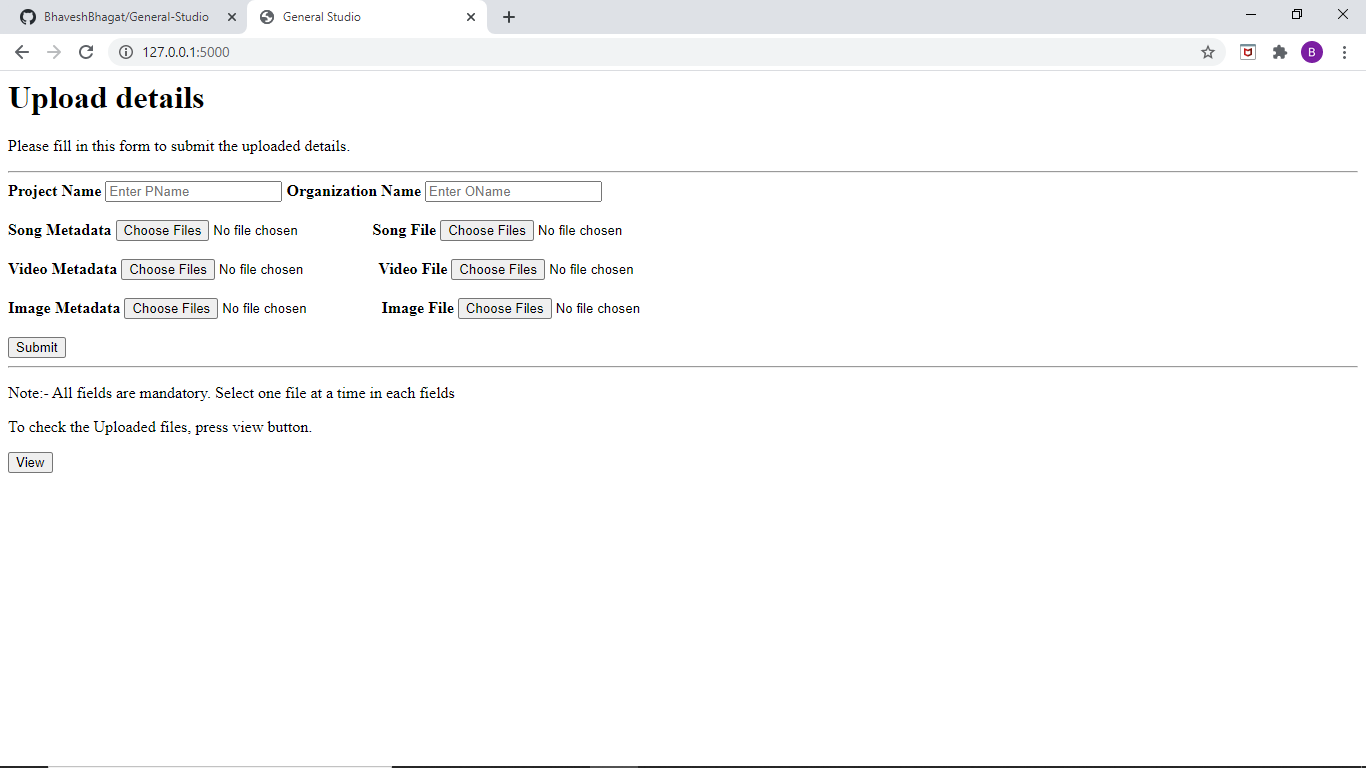 BhaveshBhagat/General-Studio General Studio
127.0.0.1:5000 B
Upload details
Please fill in this form to submit the uploaded details.
Project Name Enter PName Organization Name Enter OName
Song Metadata Choose Files No file chosen Song File Choose Files No file chosen
Video Metadata Choose Files No file chosen Video File Choose Files No file chosen
Image Metadata Choose Files No file chosen Image File Choose Files No file chosen
Submit
Note:- All fields are mandatory. Select one file at a time in each fields
To check the Uploaded files, press view button.
View